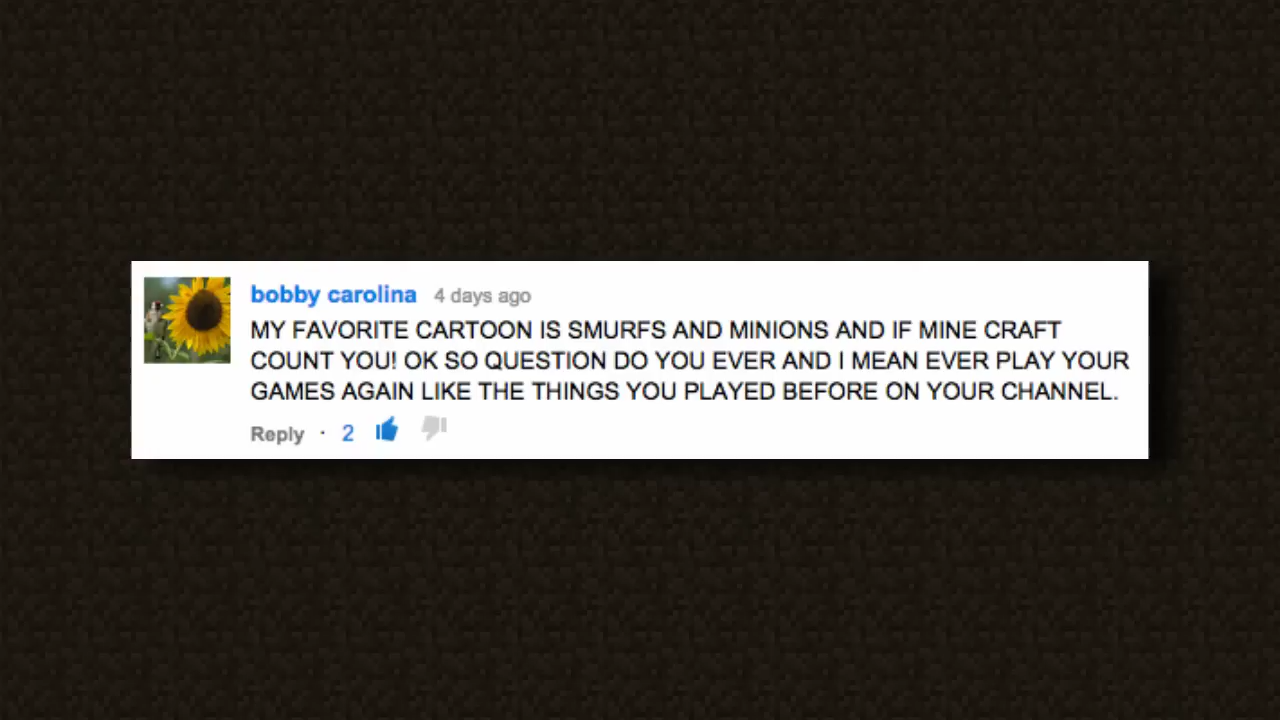 bobby carolina 4 days ago
MY FAVORITE CARTOON IS SMURFS AND MINIONS AND IF MINE CRAFT
COUNT YOU! OK SO QUESTION DO YOU EVER AND I MEAN EVER PLAY YOUR
GAMES AGAIN LIKE THE THINGS YOU PLAYED BEFORE ON YOUR CHANNEL.
Reply · 2